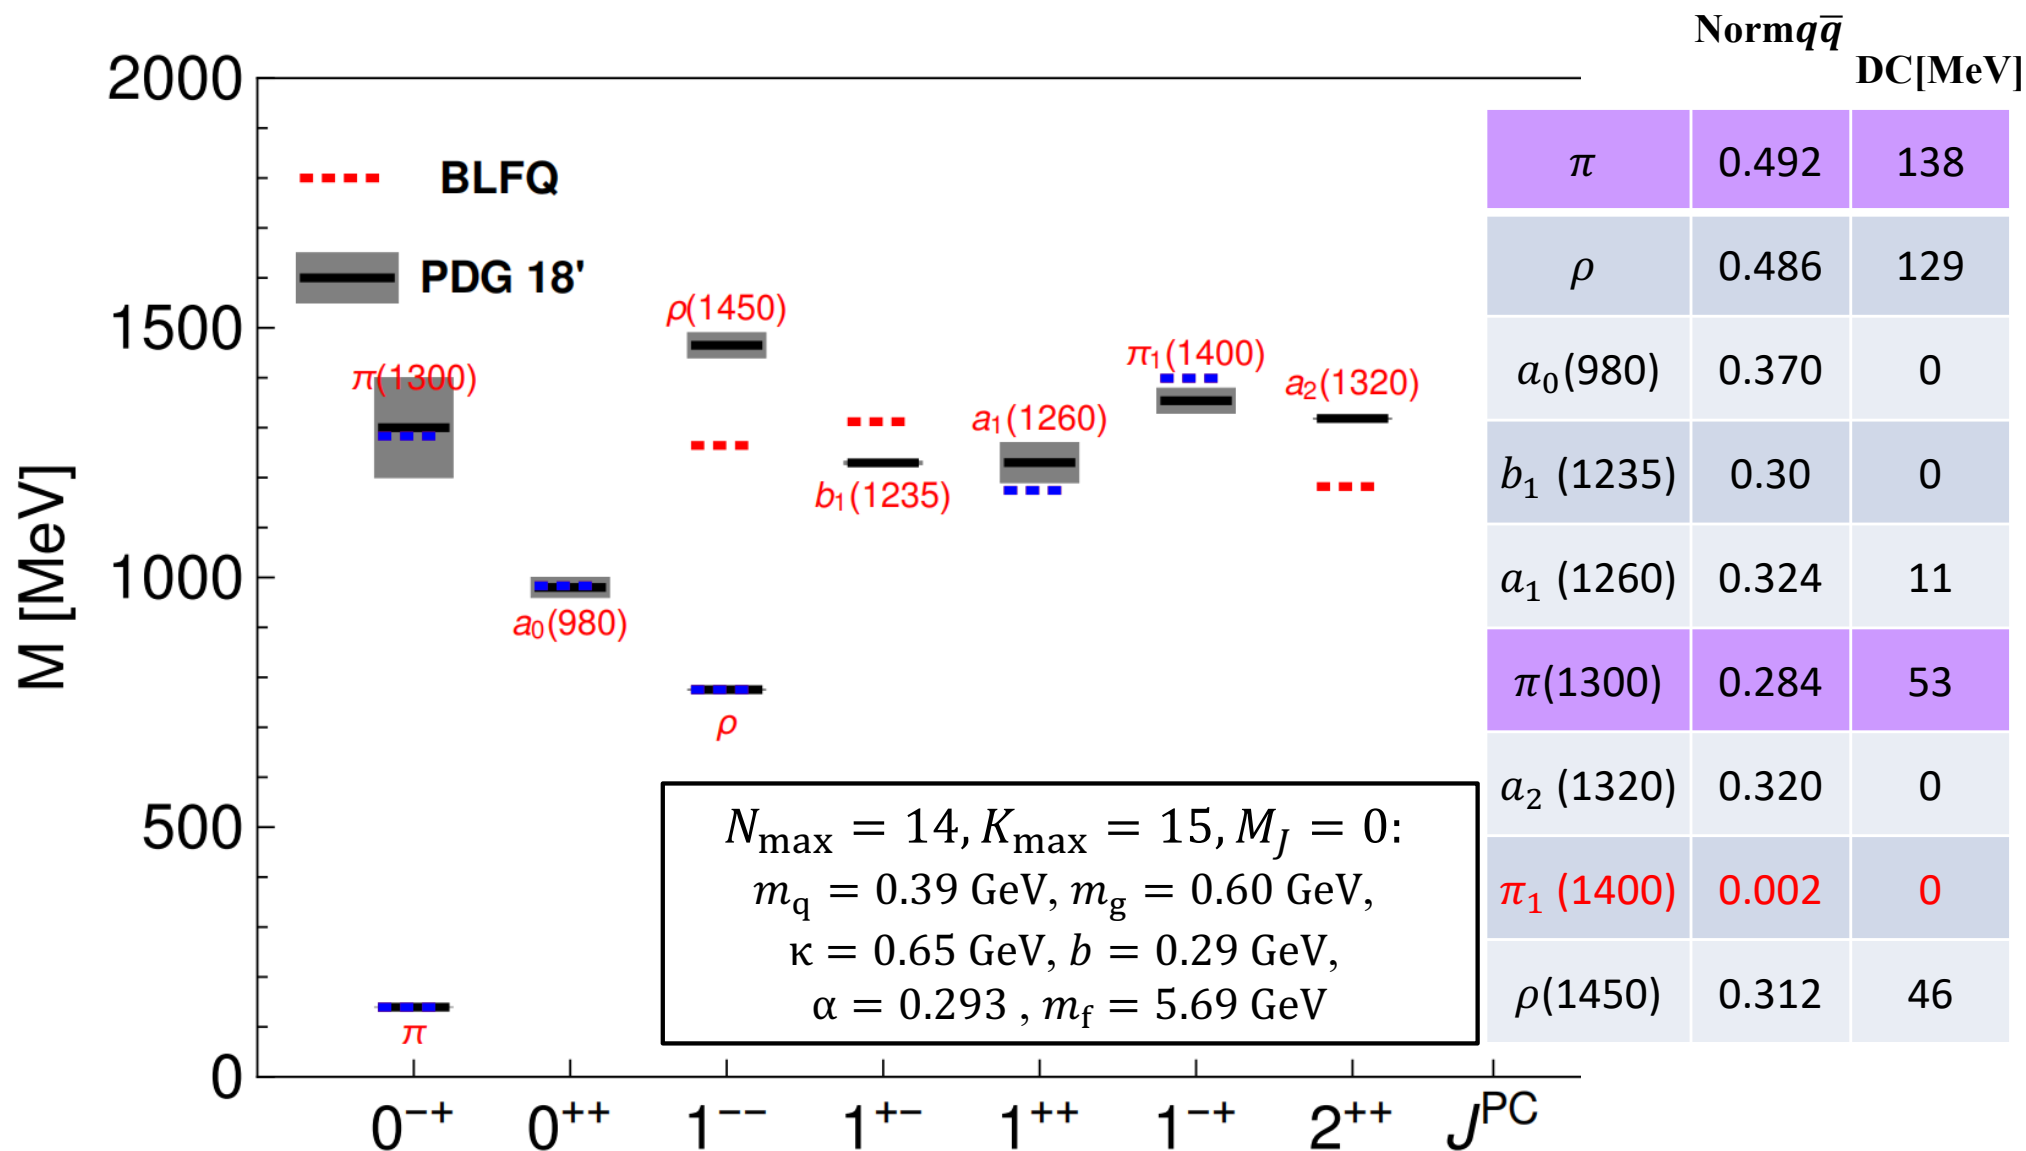 Norm𝑞q̅
DC[MeV]
2000
1500
1000
500
0
M [MeV]
BLFQ
PDG 18'
π(1300)
π
a₀(980)
ρ(1450)
ρ
b₁(1235)
a₁(1260)
π₁(1400)
a₂(1320)
N_max = 14, K_max = 15, M_J = 0:
m_q = 0.39 GeV, m_g = 0.60 GeV,
κ = 0.65 GeV, b = 0.29 GeV,
α = 0.293 , m_f = 5.69 GeV
0⁻⁺ 0⁺⁺ 1⁻⁻ 1⁺⁻ 1⁺⁺ 1⁻⁺ 2⁺⁺ J^PC
π 0.492 138
ρ 0.486 129
a₀(980) 0.370 0
b₁ (1235) 0.30 0
a₁ (1260) 0.324 11
π(1300) 0.284 53
a₂ (1320) 0.320 0
π₁ (1400) 0.002 0
ρ(1450) 0.312 46